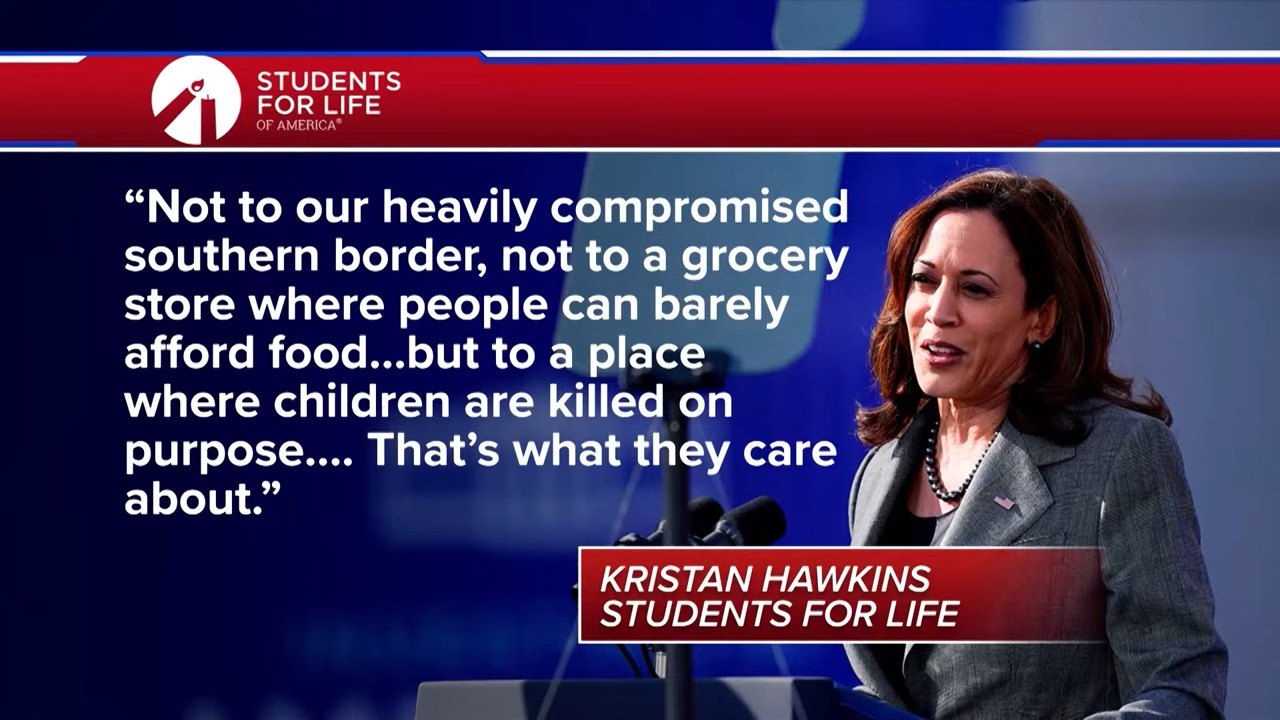 STUDENTS
FOR LIFE
OF AMERICA®
“Not to our heavily compromised
southern border, not to a grocery
store where people can barely
afford food...but to a place
where children are killed on
purpose.... That’s what they care
about.”
KRISTAN HAWKINS
STUDENTS FOR LIFE